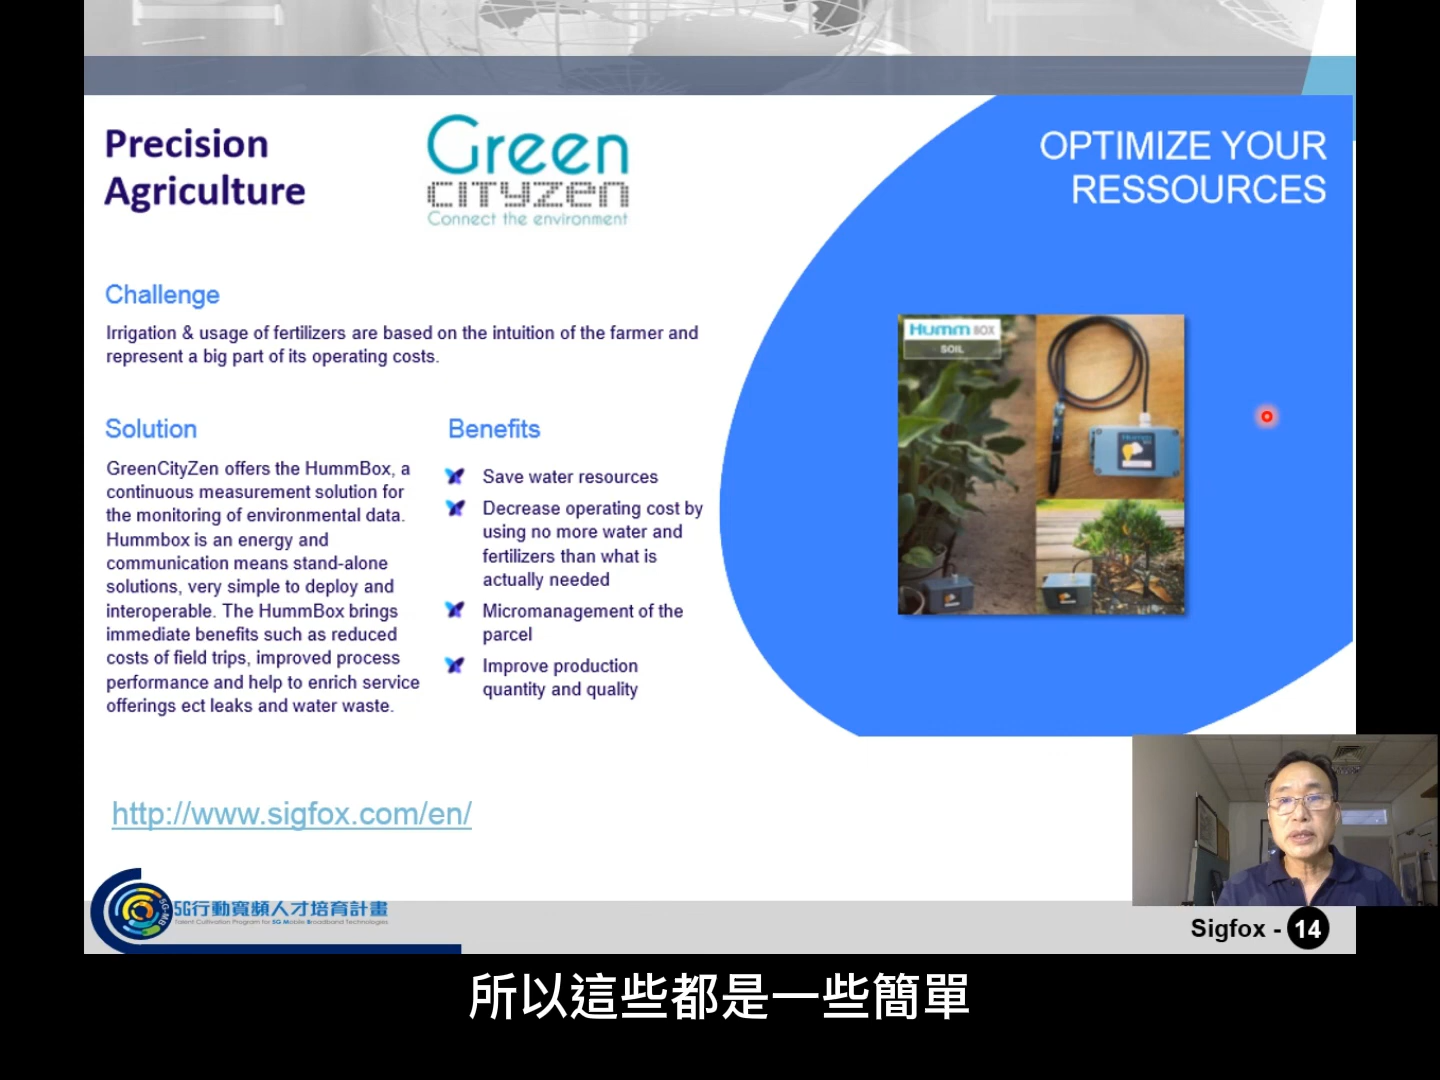 Precision
Agriculture
Green
CITYZEN
Connect the environment
OPTIMIZE YOUR
RESSOURCES
Challenge
Irrigation & usage of fertilizers are based on the intuition of the farmer and
represent a big part of its operating costs.
Solution
GreenCityZen offers the HummBox, a
continuous measurement solution for
the monitoring of environmental data.
Hummbox is an energy and
communication means stand-alone
solutions, very simple to deploy and
interoperable. The HummBox brings
immediate benefits such as reduced
costs of field trips, improved process
performance and help to enrich service
offerings ect leaks and water waste.
Benefits
Save water resources
Decrease operating cost by
using no more water and
fertilizers than what is
actually needed
Micromanagement of the
parcel
Improve production
quantity and quality
Humm BOX
SOIL
http://www.sigfox.com/en/
5G行動寬頻人才培育計畫
Talent Cultivation Program for 5G Mobile Broadband Technologies
5G-MB
Sigfox - 14
所以這些都是一些簡單